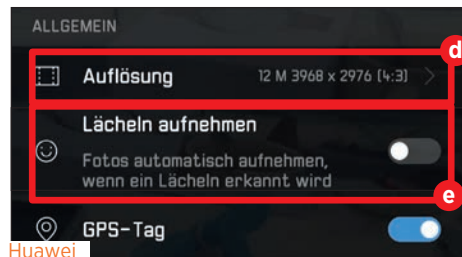 ALLGEMEIN
d
Auflösung 12 M 3968 x 2976 (4:3)
Lächeln aufnehmen
Fotos automatisch aufnehmen,
wenn ein Lächeln erkannt wird
e
GPS-Tag
Huawei